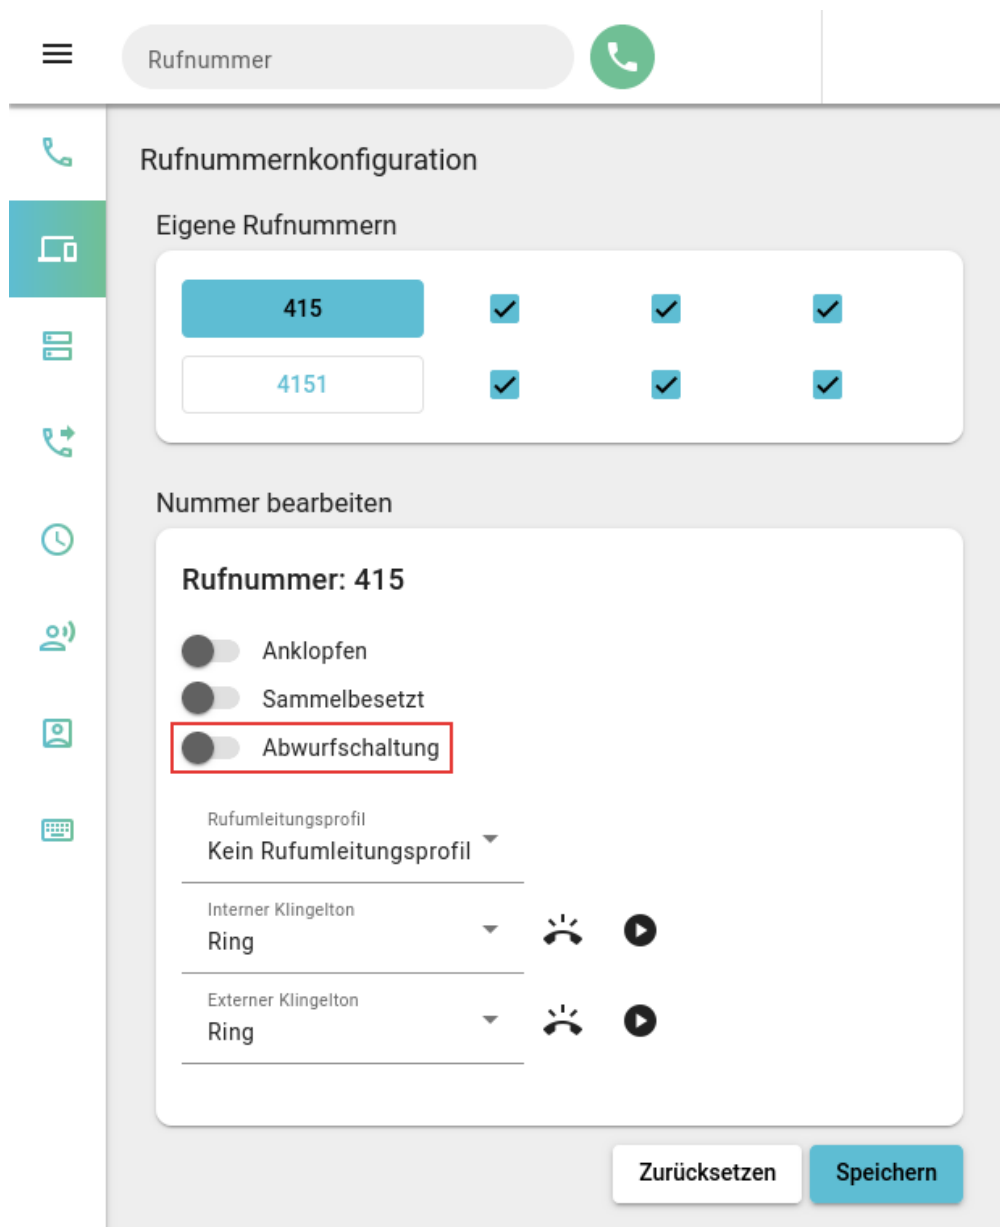 Rufnummer
Rufnummernkonfiguration
Eigene Rufnummern
415
4151
Nummer bearbeiten
Rufnummer: 415
Anklopfen
Sammelbesetzt
Abwurfschaltung
Rufumleitungsprofil
Kein Rufumleitungsprofil
Interner Klingelton
Ring
Externer Klingelton
Ring
Zurücksetzen Speichern